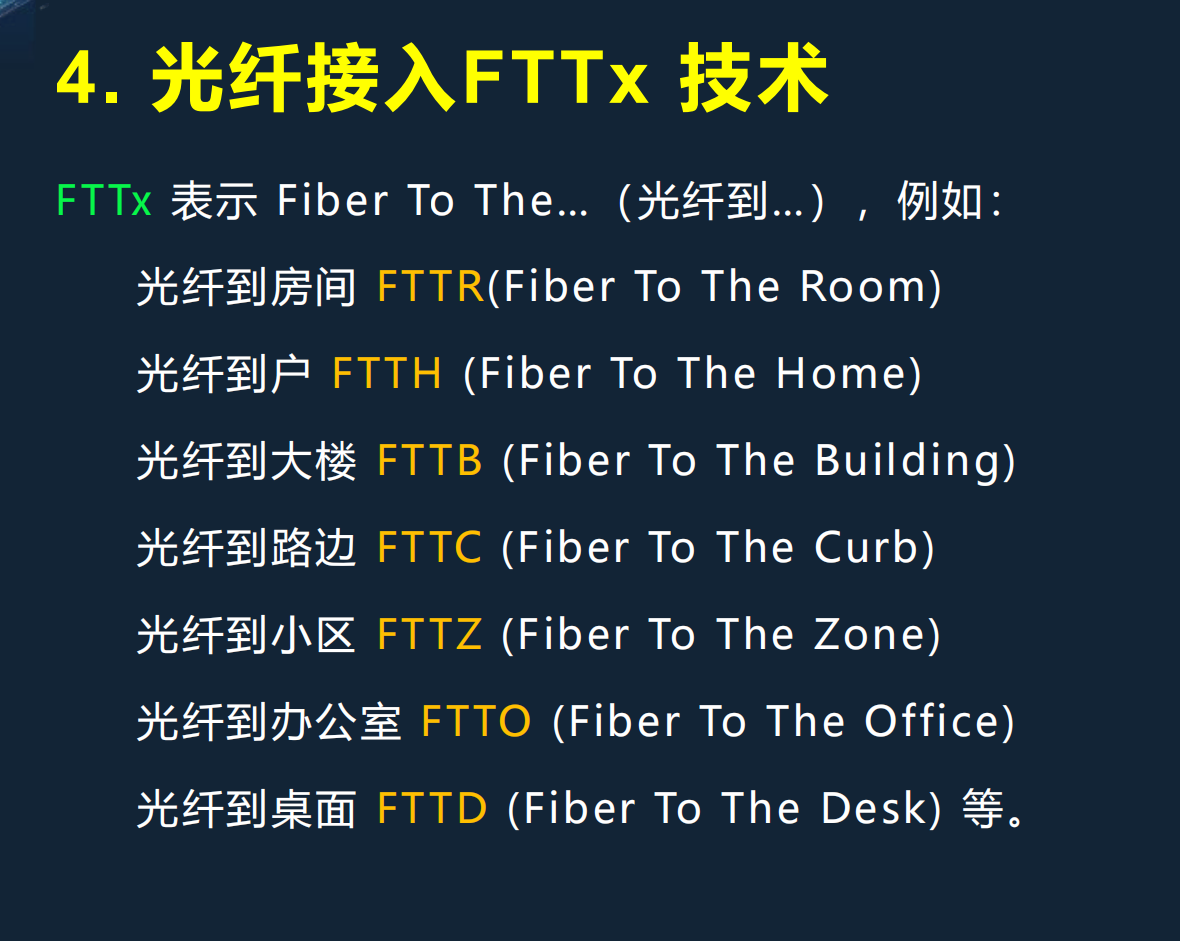 4. 光纤接入FTTx 技术
FTTx 表示 Fiber To The…（光纤到…），例如：
光纤到房间 FTTR(Fiber To The Room)
光纤到户 FTTH (Fiber To The Home)
光纤到大楼 FTTB (Fiber To The Building)
光纤到路边 FTTC (Fiber To The Curb)
光纤到小区 FTTZ (Fiber To The Zone)
光纤到办公室 FTTO (Fiber To The Office)
光纤到桌面 FTTD (Fiber To The Desk) 等。